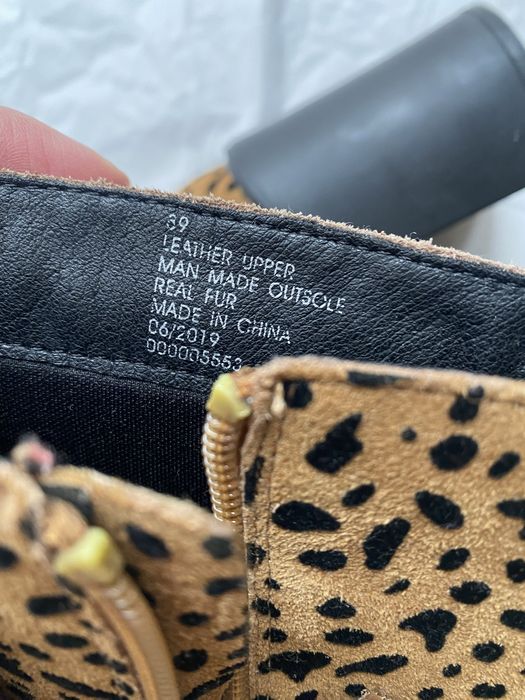 39
LEATHER UPPER
MAN MADE OUTSOLE
REAL FUR
MADE IN CHINA
06/2019
000005553